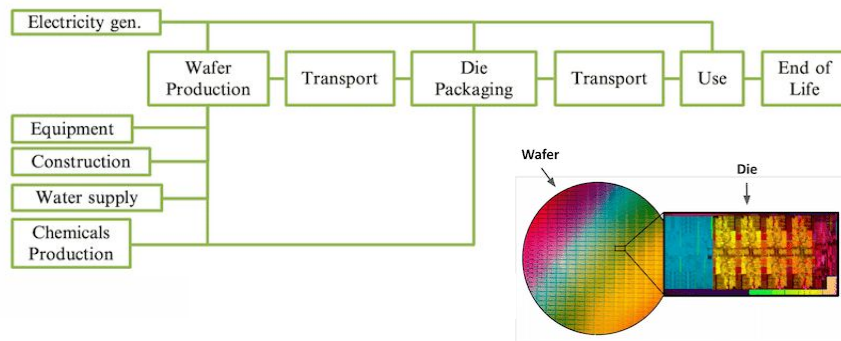 Electricity gen.
Wafer
Production
Transport
Die
Packaging
Transport
Use
End of
Life
Equipment
Construction
Water supply
Chemicals
Production
Wafer
Die